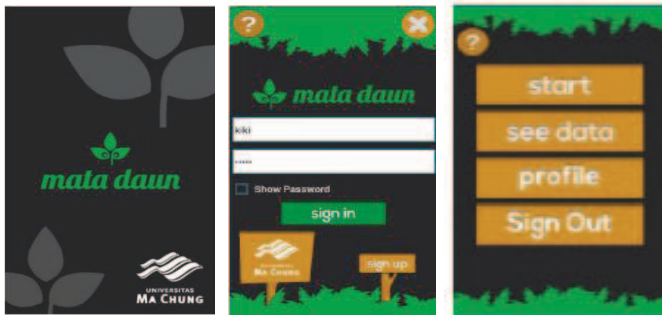 mata daun
UNIVERSITAS
MA CHUNG
?
X
mata daun
kiki
Show Password
sign in
UNIVERSITAS
MA CHUNG
sign up
?
start
see data
profile
Sign Out